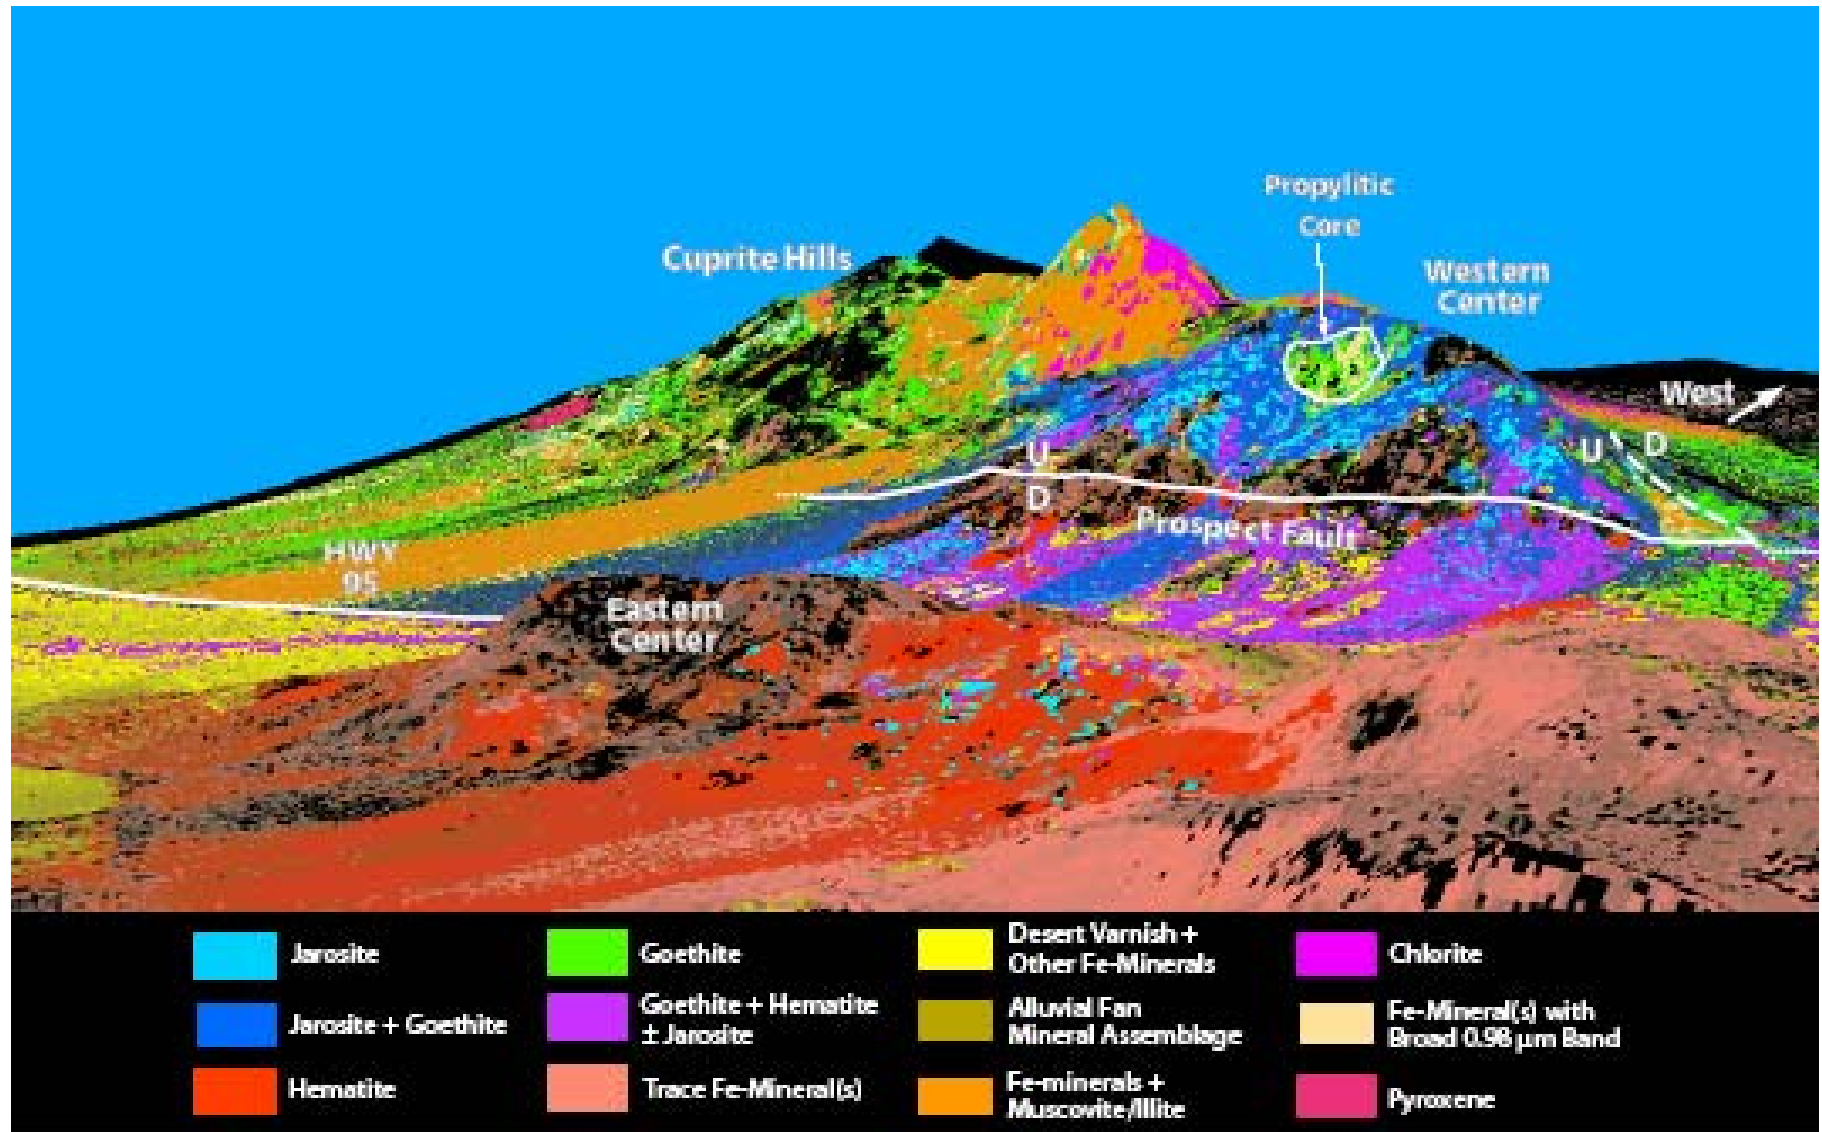 Propylitic
Core
Cuprite Hills
Western
Center
West
U
D
U D
Prospect Fault
HWY
95
Eastern
Center
Jarosite
Goethite
Desert Varnish +
Other Fe-Minerals
Chlorite
Jarosite + Goethite
Goethite + Hematite
± Jarosite
Alluvial Fan
Mineral Assemblage
Fe-Mineral(s) with
Broad 0.98 µm Band
Hematite
Trace Fe-Mineral(s)
Fe-minerals +
Muscovite/Illite
Pyroxene